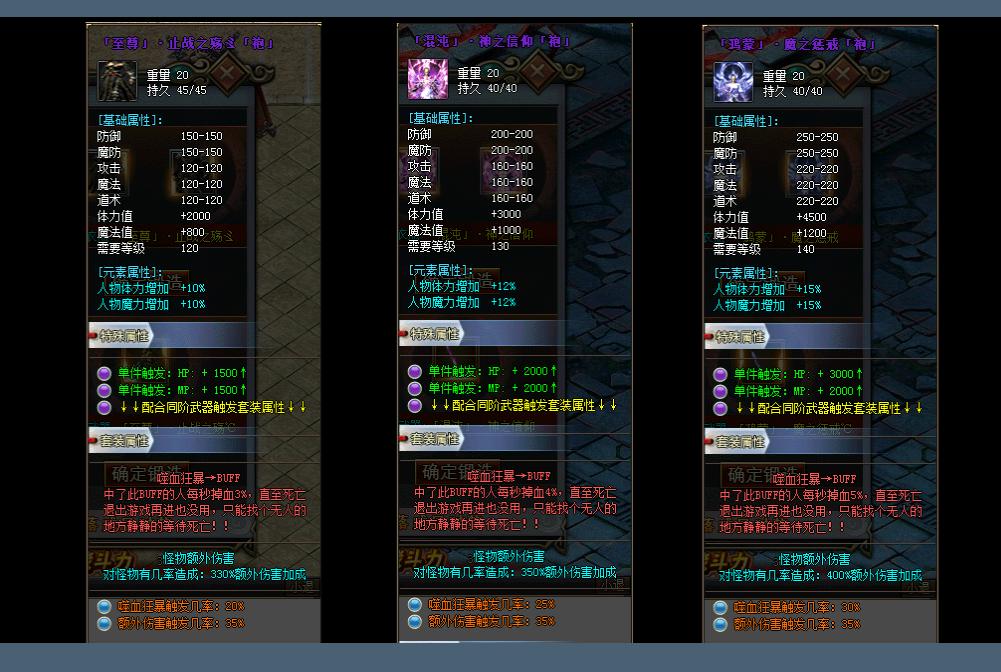 「至尊」·止战之殇ミ「袍」
重量 20
持久 45/45
[基础属性]:
防御 150-150
魔防 150-150
攻击 120-120
魔法 120-120
道术 120-120
体力值 +2000
魔法值 +800
需要等级 120
[元素属性]:
人物体力增加 +10%
人物魔力增加 +10%
特殊属性
单件触发: HP: + 1500↑
单件触发: MP: + 1500↑
↓↓配合同阶武器触发套装属性↓↓
套装属性
确定锻造
噬血狂暴→BUFF
中了此BUFF的人每秒掉血3%, 直至死亡
退出游戏再进也没用, 只能找个无人的
地方静静的等待死亡!!
怪物额外伤害
对怪物有几率造成: 330%额外伤害加成
噬血狂暴触发几率: 20%
额外伤害触发几率: 35%
「混沌」·神之信仰「袍」
重量 20
持久 40/40
[基础属性]:
防御 200-200
魔防 200-200
攻击 160-160
魔法 160-160
道术 160-160
体力值 +3000
魔法值 +1000
需要等级 130
[元素属性]:
人物体力增加 +12%
人物魔力增加 +12%
特殊属性
单件触发: HP: + 2000↑
单件触发: MP: + 2000↑
↓↓配合同阶武器触发套装属性↓↓
套装属性
确定锻造
噬血狂暴→BUFF
中了此BUFF的人每秒掉血4%, 直至死亡
退出游戏再进也没用, 只能找个无人的
地方静静的等待死亡!!
怪物额外伤害
对怪物有几率造成: 350%额外伤害加成
噬血狂暴触发几率: 25%
额外伤害触发几率: 35%
「鸿蒙」·魔之惩戒「袍」
重量 20
持久 40/40
[基础属性]:
防御 250-250
魔防 250-250
攻击 220-220
魔法 220-220
道术 220-220
体力值 +4500
魔法值 +1200
需要等级 140
[元素属性]:
人物体力增加 +15%
人物魔力增加 +15%
特殊属性
单件触发: HP: + 3000↑
单件触发: MP: + 2000↑
↓↓配合同阶武器触发套装属性↓↓
套装属性
确定锻造
噬血狂暴→BUFF
中了此BUFF的人每秒掉血5%, 直至死亡
退出游戏再进也没用, 只能找个无人的
地方静静的等待死亡!!
怪物额外伤害
对怪物有几率造成: 400%额外伤害加成
噬血狂暴触发几率: 30%
额外伤害触发几率: 35%